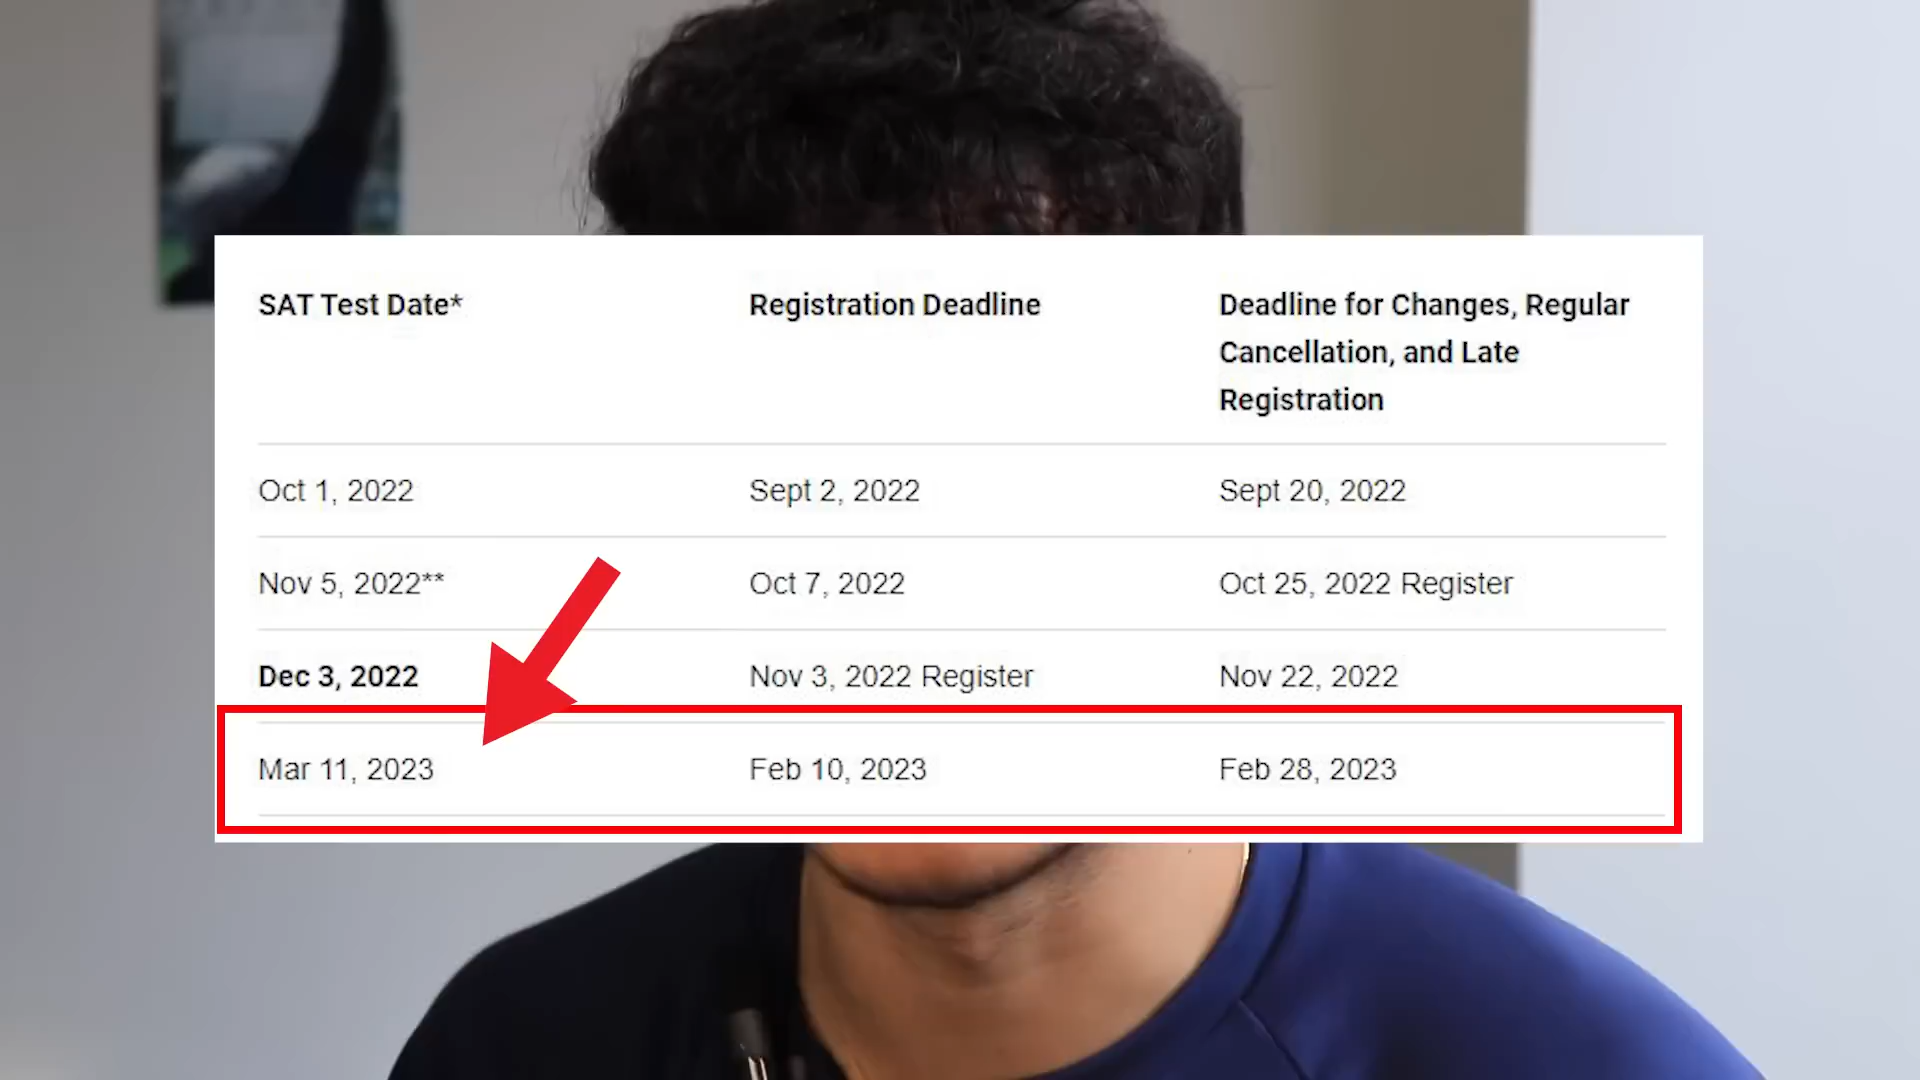 SAT Test Date*
Registration Deadline
Deadline for Changes, Regular
Cancellation, and Late
Registration
Oct 1, 2022
Sept 2, 2022
Sept 20, 2022
Nov 5, 2022**
Oct 7, 2022
Oct 25, 2022 Register
Dec 3, 2022
Nov 3, 2022 Register
Nov 22, 2022
Mar 11, 2023
Feb 10, 2023
Feb 28, 2023